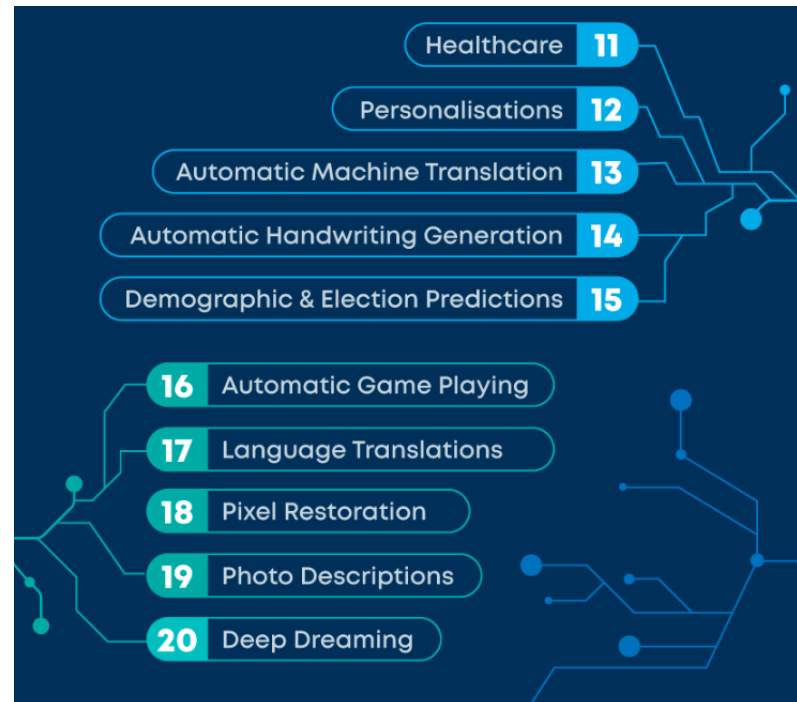 Healthcare 11
Personalisations 12
Automatic Machine Translation 13
Automatic Handwriting Generation 14
Demographic & Election Predictions 15
16 Automatic Game Playing
17 Language Translations
18 Pixel Restoration
19 Photo Descriptions
20 Deep Dreaming